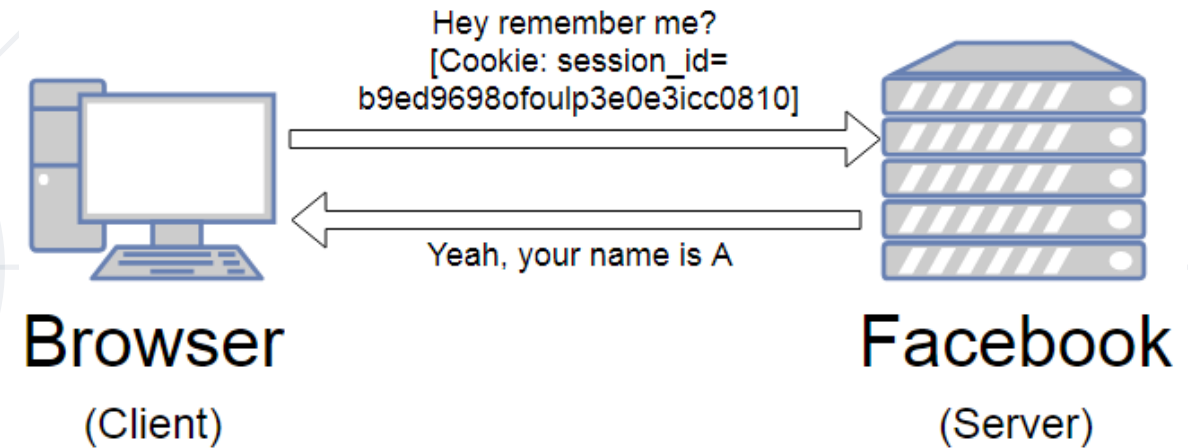 Hey remember me?
[Cookie: session_id=
b9ed9698ofoulp3e0e3icc0810]
Yeah, your name is A
Browser
(Client)
Facebook
(Server)